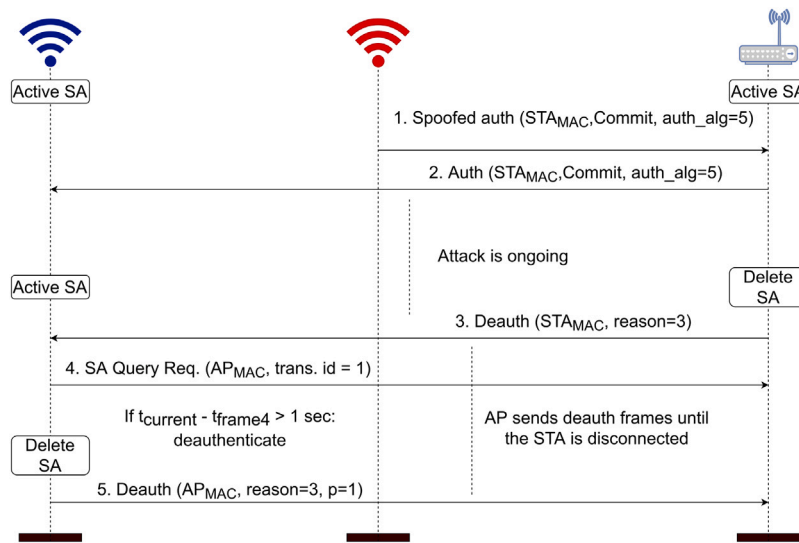 Active SA
Active SA
1. Spoofed auth (STAMAC,Commit, auth_alg=5)
2. Auth (STAMAC,Commit, auth_alg=5)
Attack is ongoing
Active SA
Delete
SA
3. Deauth (STAMAC, reason=3)
4. SA Query Req. (APMAC, trans. id = 1)
If tcurrent - tframe4 > 1 sec:
deauthenticate
AP sends deauth frames until
the STA is disconnected
Delete
SA
5. Deauth (APMAC, reason=3, p=1)